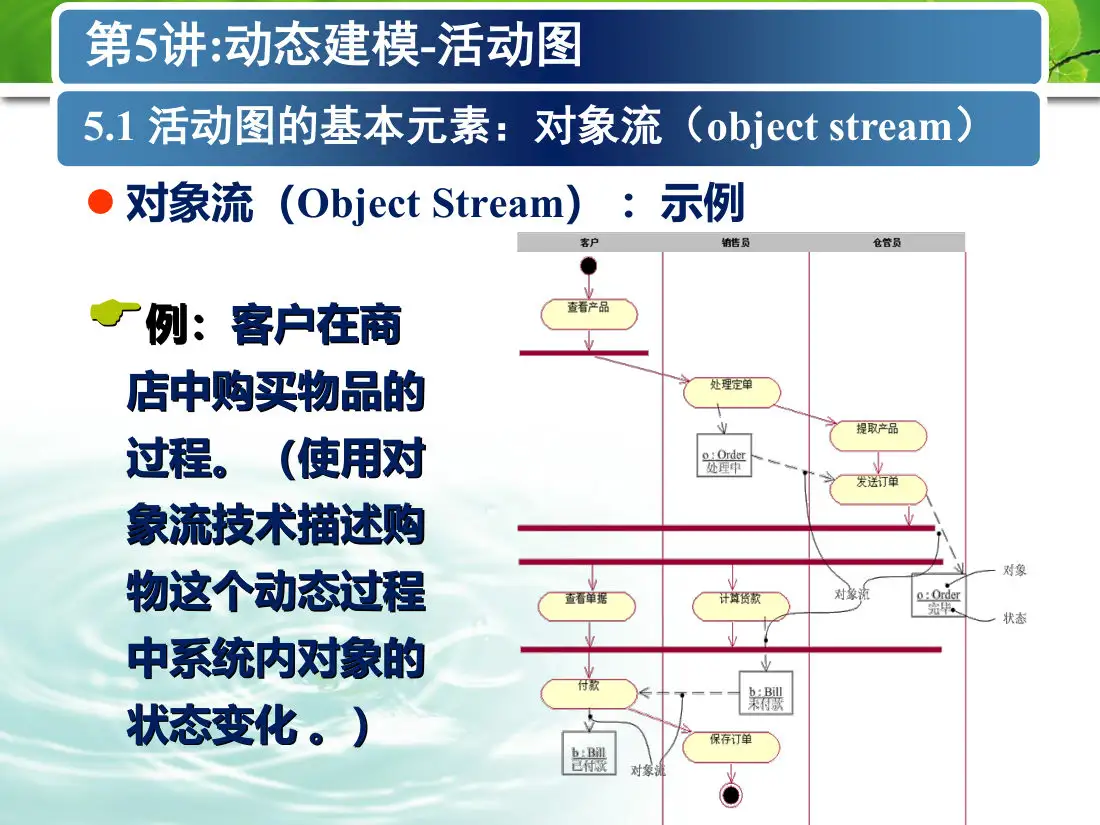 第5讲:动态建模-活动图
5.1 活动图的基本元素：对象流（object stream）
对象流（Object Stream）：示例
例：客户在商
店中购买物品的
过程。（使用对
象流技术描述购
物这个动态过程
中系统内对象的
状态变化 。）
客户
销售员
仓管员
查看产品
处理定单
提取产品
o : Order
处理中
发送订单
查看单据
计算货款
对象流
o : Order
完毕
对象
状态
付款
b : Bill
未付款
保存订单
b : Bill
已付款
对象流